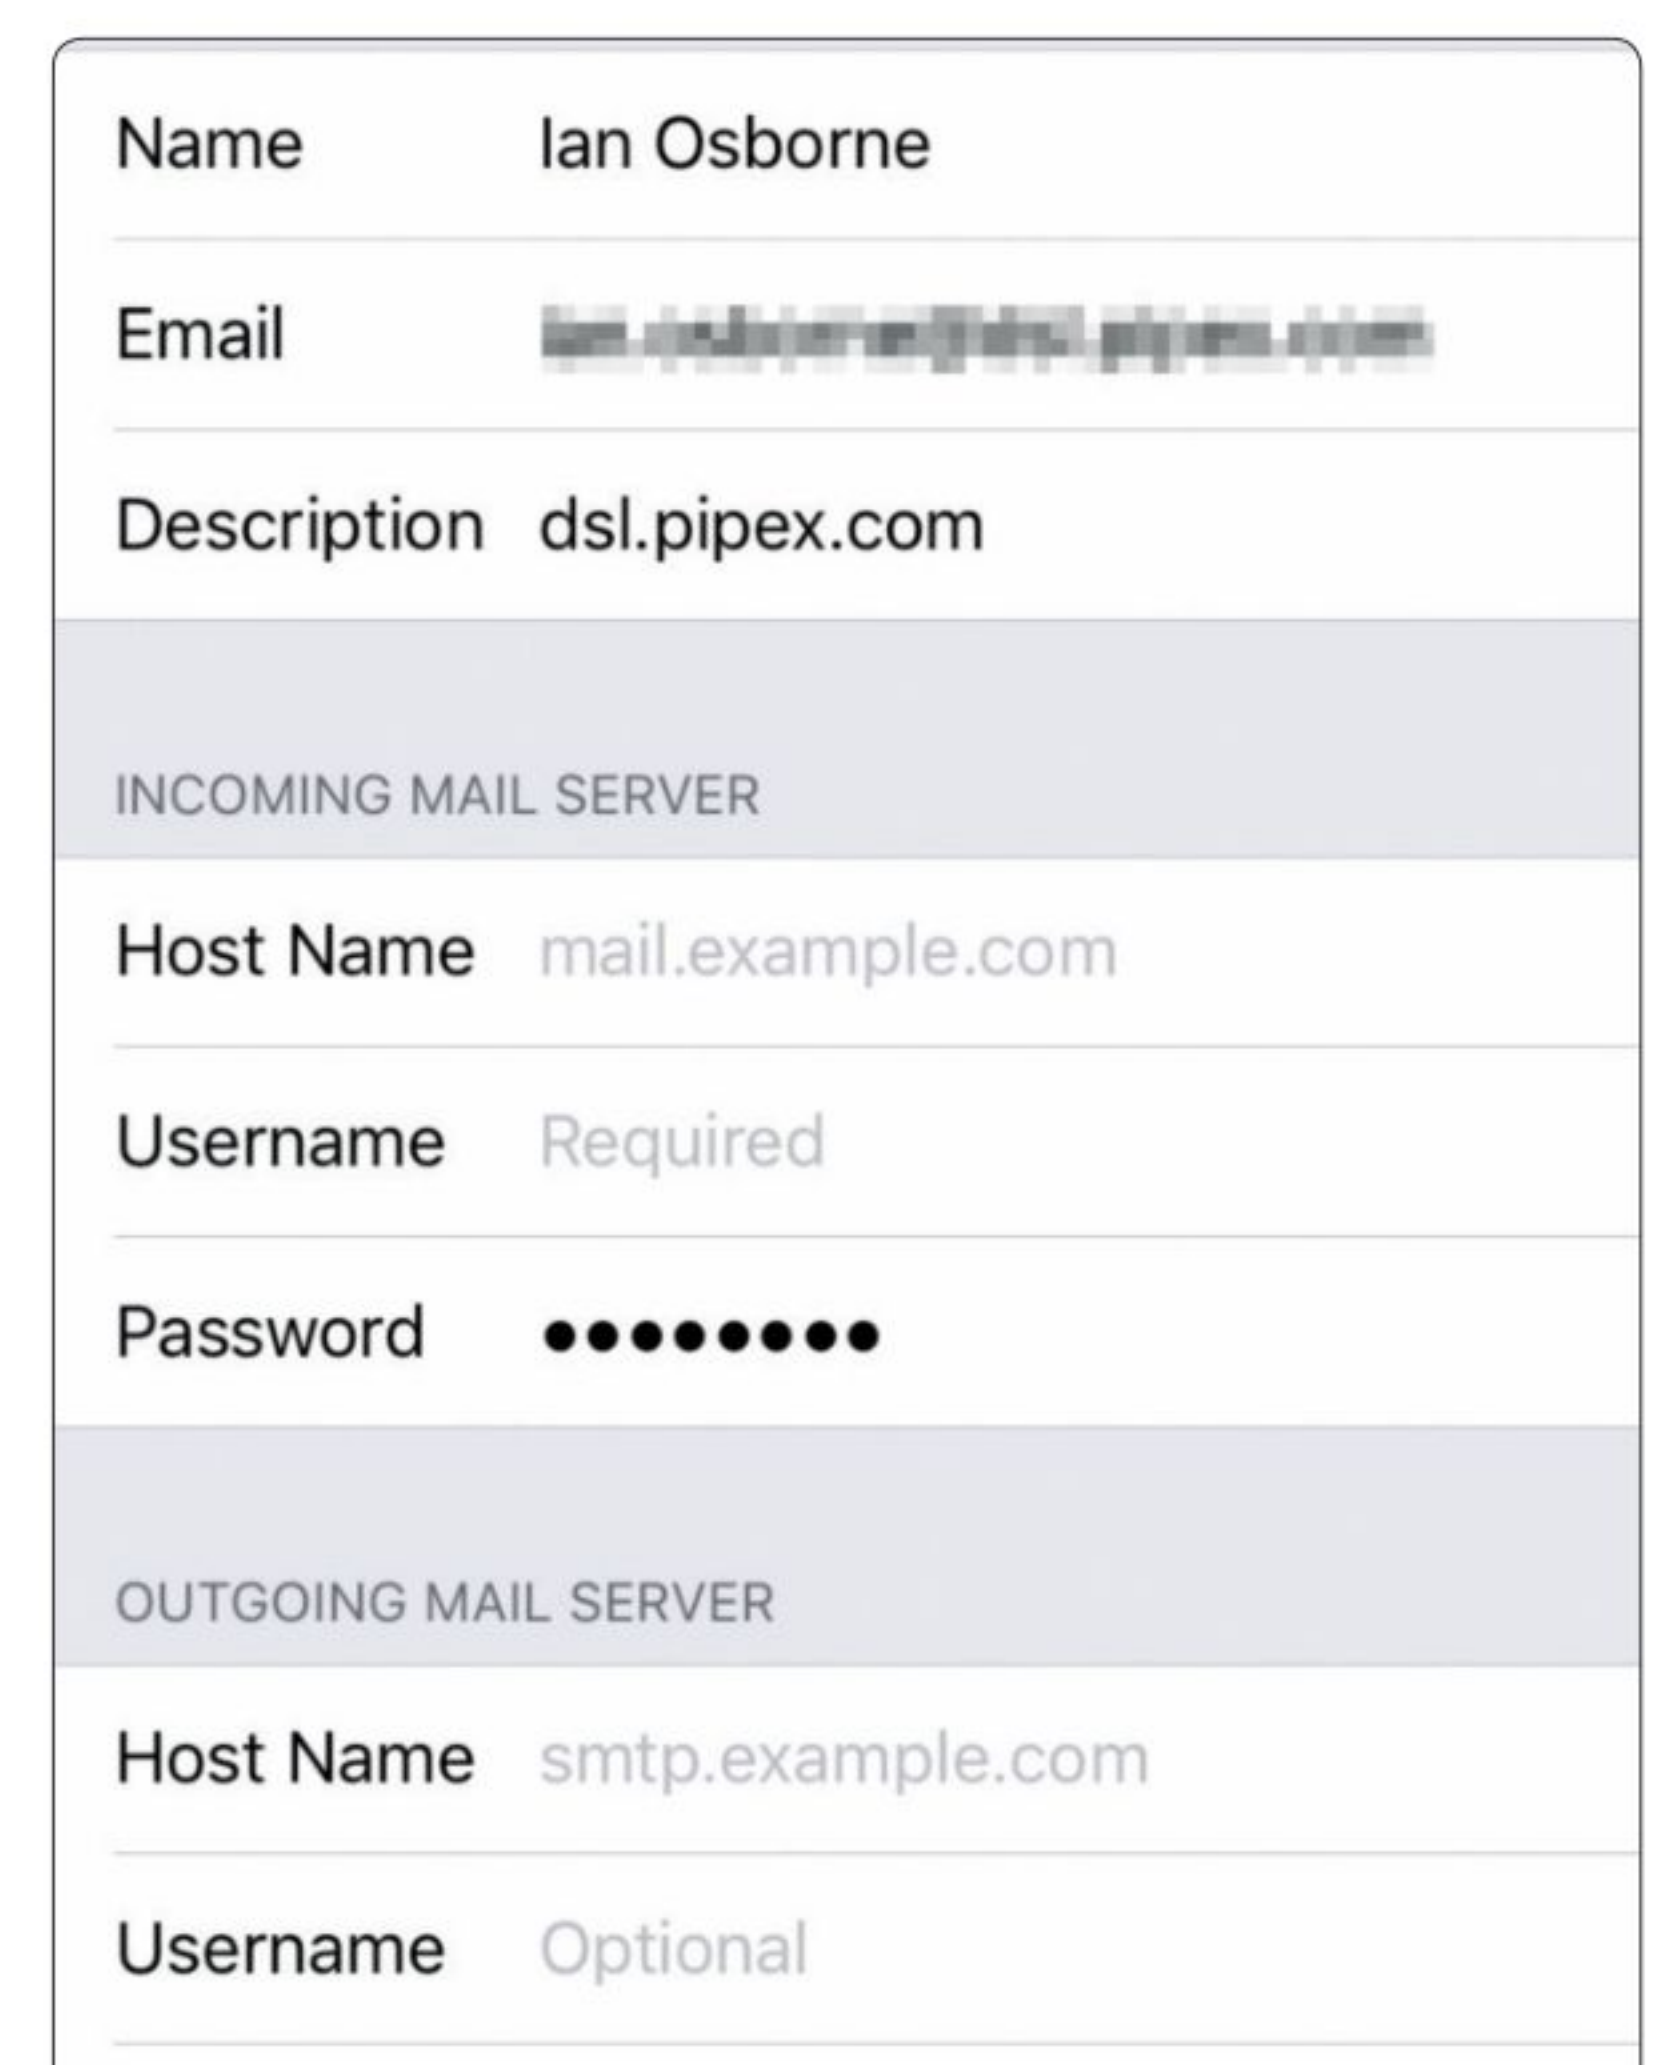 Name Ian Osborne
Email
Description dsl.pipex.com
INCOMING MAIL SERVER
Host Name mail.example.com
Username Required
Password ●●●●●●●●
OUTGOING MAIL SERVER
Host Name smtp.example.com
Username Optional